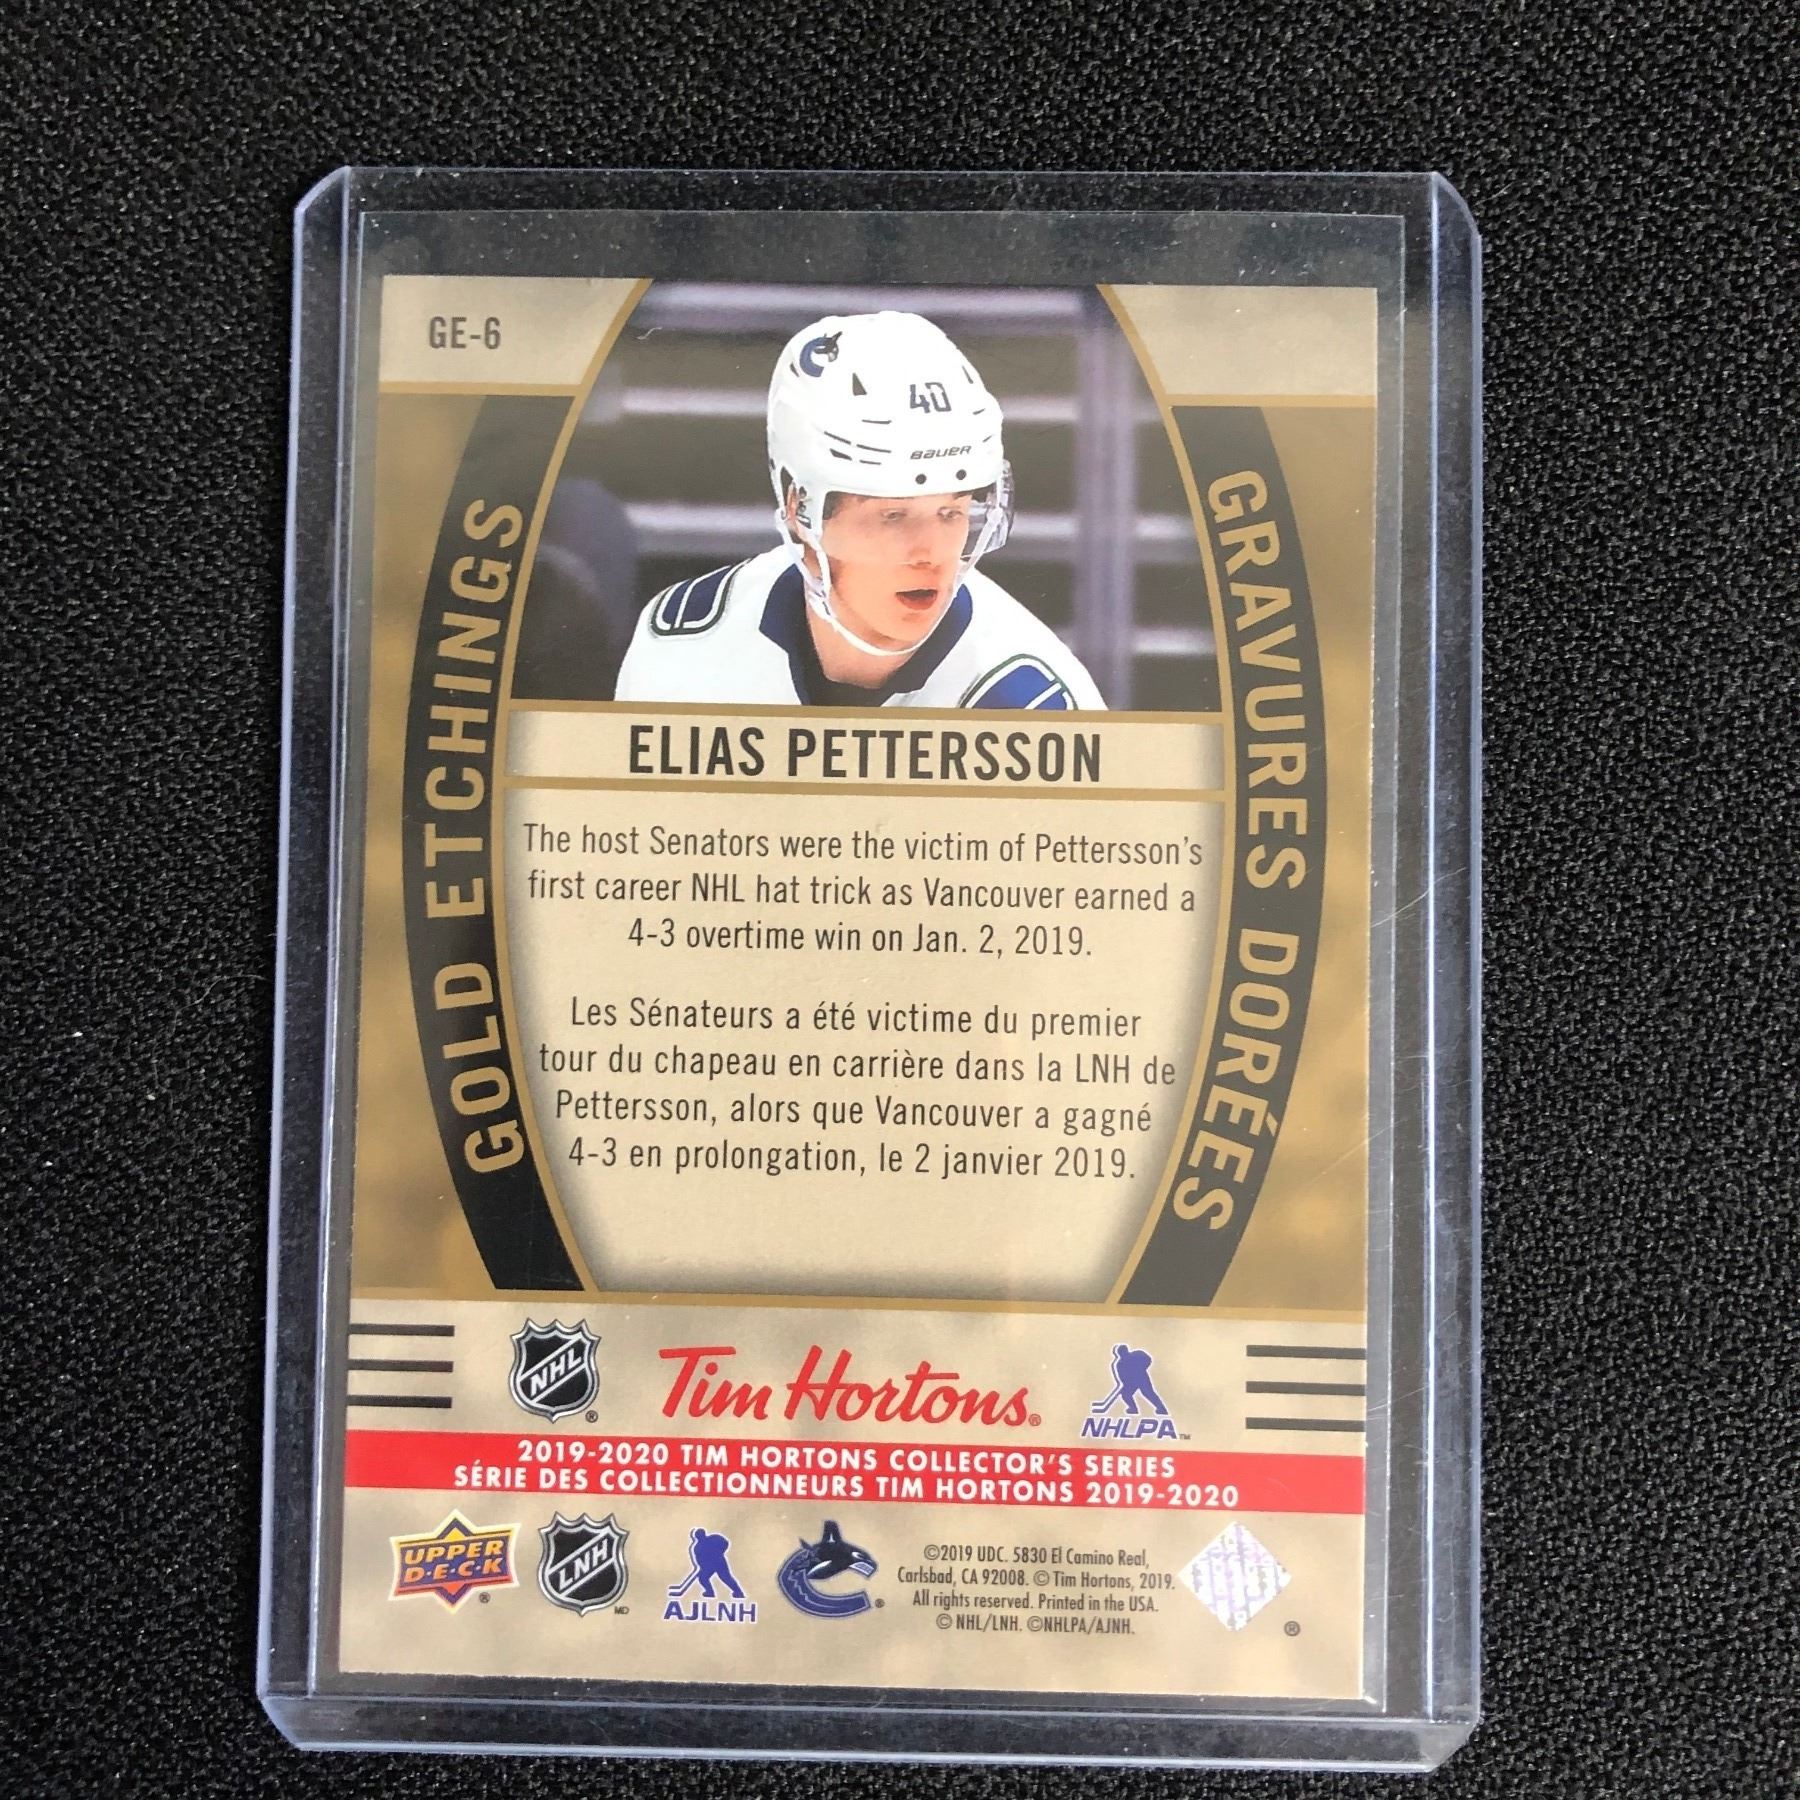 GE-6
40
BAUER
GOLD ETCHINGS
GRAVURES DORÉES
ELIAS PETTERSSON
The host Senators were the victim of Pettersson's
first career NHL hat trick as Vancouver earned a
4-3 overtime win on Jan. 2, 2019.
Les Sénateurs a été victime du premier
tour du chapeau en carrière dans la LNH de
Pettersson, alors que Vancouver a gagné
4-3 en prolongation, le 2 janvier 2019.
NHL ®
Tim Hortons®
NHLPA™
2019-2020 TIM HORTONS COLLECTOR'S SERIES
SÉRIE DES COLLECTIONNEURS TIM HORTONS 2019-2020
UPPER
D·E·C·K ®
LNH MD
AJLNH
®
©2019 UDC. 5830 El Camino Real,
Carlsbad, CA 92008. © Tim Hortons, 2019.
All rights reserved. Printed in the USA.
© NHL/LNH. ©NHLPA/AJNH.
®